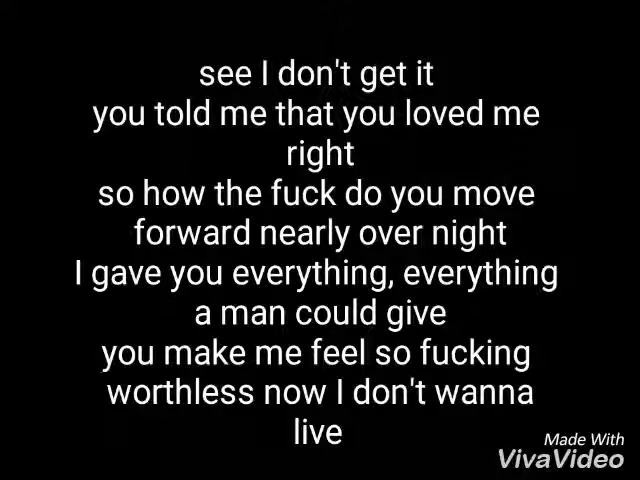 see I don't get it
you told me that you loved me
right
so how the fuck do you move
forward nearly over night
I gave you everything, everything
a man could give
you make me feel so fucking
worthless now I don't wanna
live
Made With
VivaVideo